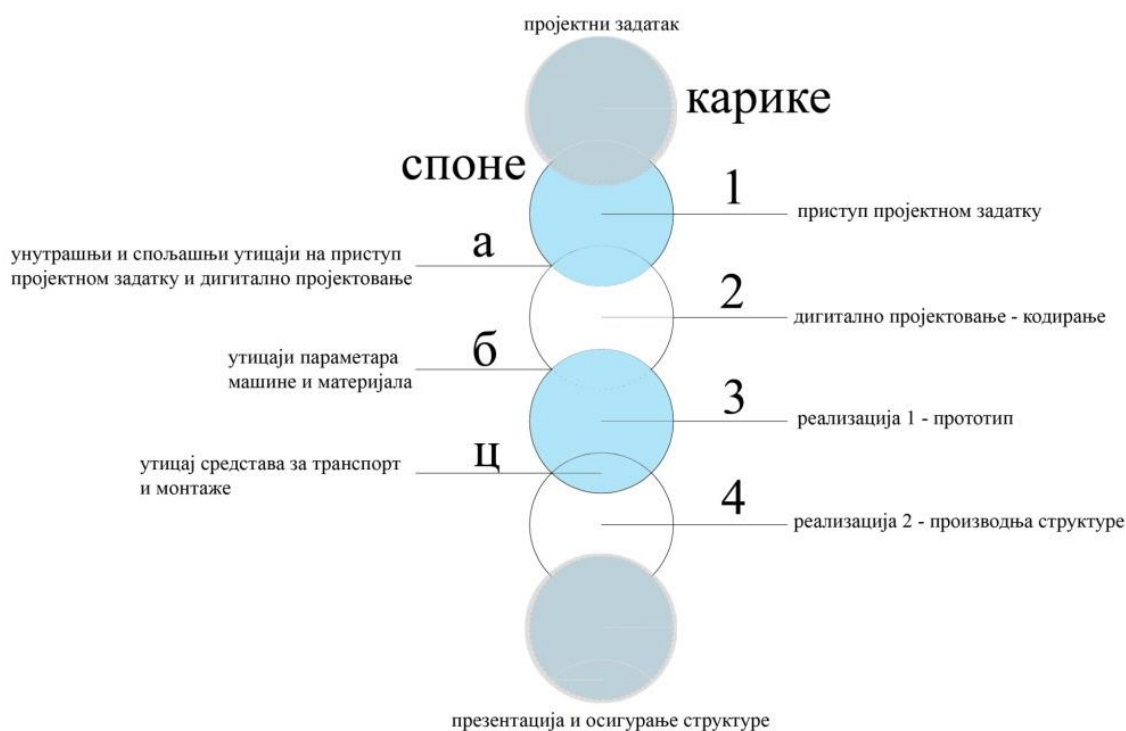 пројектни задатак
карике
споне
1
приступ пројектном задатку
а
унутрашњи и спољашњи утицаји на приступ
пројектном задатку и дигитално пројектовање
2
дигитално пројектовање - кодирање
б
утицаји параметара
машине и материјала
3
реализација 1 - прототип
ц
утицај средстава за транспорт
и монтаже
4
реализација 2 - производња структуре
презентација и осигурање структуре